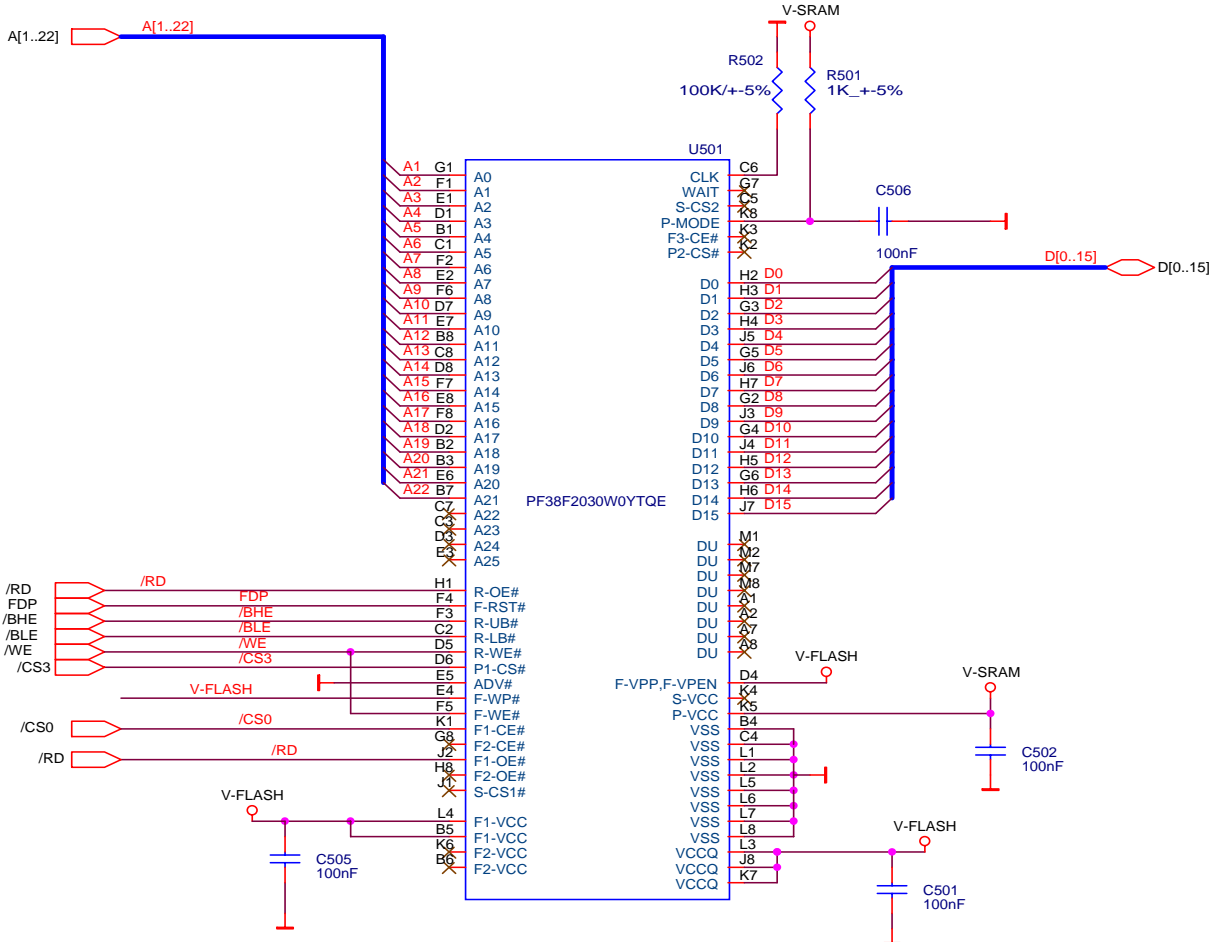 V-SRAM
A[1..22] A[1..22]
R502 100K/+-5%
R501 1K_+-5%
U501
A1 G1 A0
A2 F1 A1
A3 E1 A2
A4 D1 A3
A5 B1 A4
A6 C1 A5
A7 F2 A6
A8 E2 A7
A9 F6 A8
A10 D7 A9
A11 E7 A10
A12 B8 A11
A13 C8 A12
A14 D8 A13
A15 F7 A14
A16 E8 A15
A17 F8 A16
A18 D2 A17
A19 B2 A18
A20 B3 A19
A21 E6 A20
A22 B7 A21
C7 A22
C3 A23
D3 A24
E3 A25
/RD /RD H1 R-OE#
FDP FDP F4 F-RST#
/BHE /BHE F3 R-UB#
/BLE /BLE C2 R-LB#
/WE /WE D5 R-WE#
/CS3 /CS3 D6 P1-CS#
E5 ADV#
V-FLASH E4 F-WP#
F5 F-WE#
/CS0 /CS0 K1 F1-CE#
G8 F2-CE#
/RD /RD J2 F1-OE#
H8 F2-OE#
J1 S-CS1#
V-FLASH
L4 F1-VCC
B5 F1-VCC
K6 F2-VCC
B6 F2-VCC
C505
100nF
PF38F2030W0YTQE
CLK C6
WAIT G7
S-CS2 C5
P-MODE K8
F3-CE# K3
P2-CS# K2
C506
100nF
D[0..15] D[0..15]
D0 H2 D0
D1 H3 D1
D2 G3 D2
D3 H4 D3
D4 J5 D4
D5 G5 D5
D6 J6 D6
D7 H7 D7
D8 G2 D8
D9 J3 D9
D10 G4 D10
D11 J4 D11
D12 H5 D12
D13 G6 D13
D14 H6 D14
D15 J7 D15
DU M1
DU M2
DU M7
DU M8
DU A1
DU A2
DU A7
DU A8
V-FLASH
F-VPP,F-VPEN D4
S-VCC K4
P-VCC K5
V-SRAM
C502
100nF
VSS B4
VSS C4
VSS L1
VSS L2
VSS L5
VSS L6
VSS L7
VSS L8
VCCQ L3
VCCQ J8
VCCQ K7
V-FLASH
C501
100nF